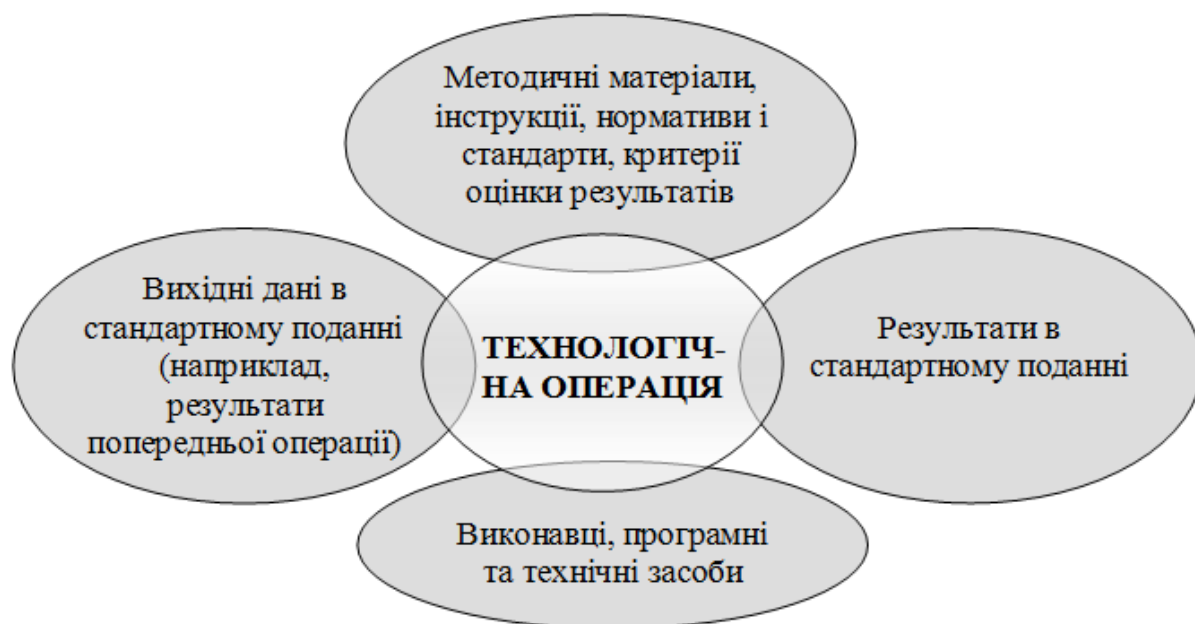 Методичні матеріали,
інструкції, нормативи і
стандарти, критерії
оцінки результатів
Вихідні дані в
стандартному поданні
(наприклад,
результати
попередньої операції)
ТЕХНОЛОГІЧ-
НА ОПЕРАЦІЯ
Результати в
стандартному поданні
Виконавці, програмні
та технічні засоби